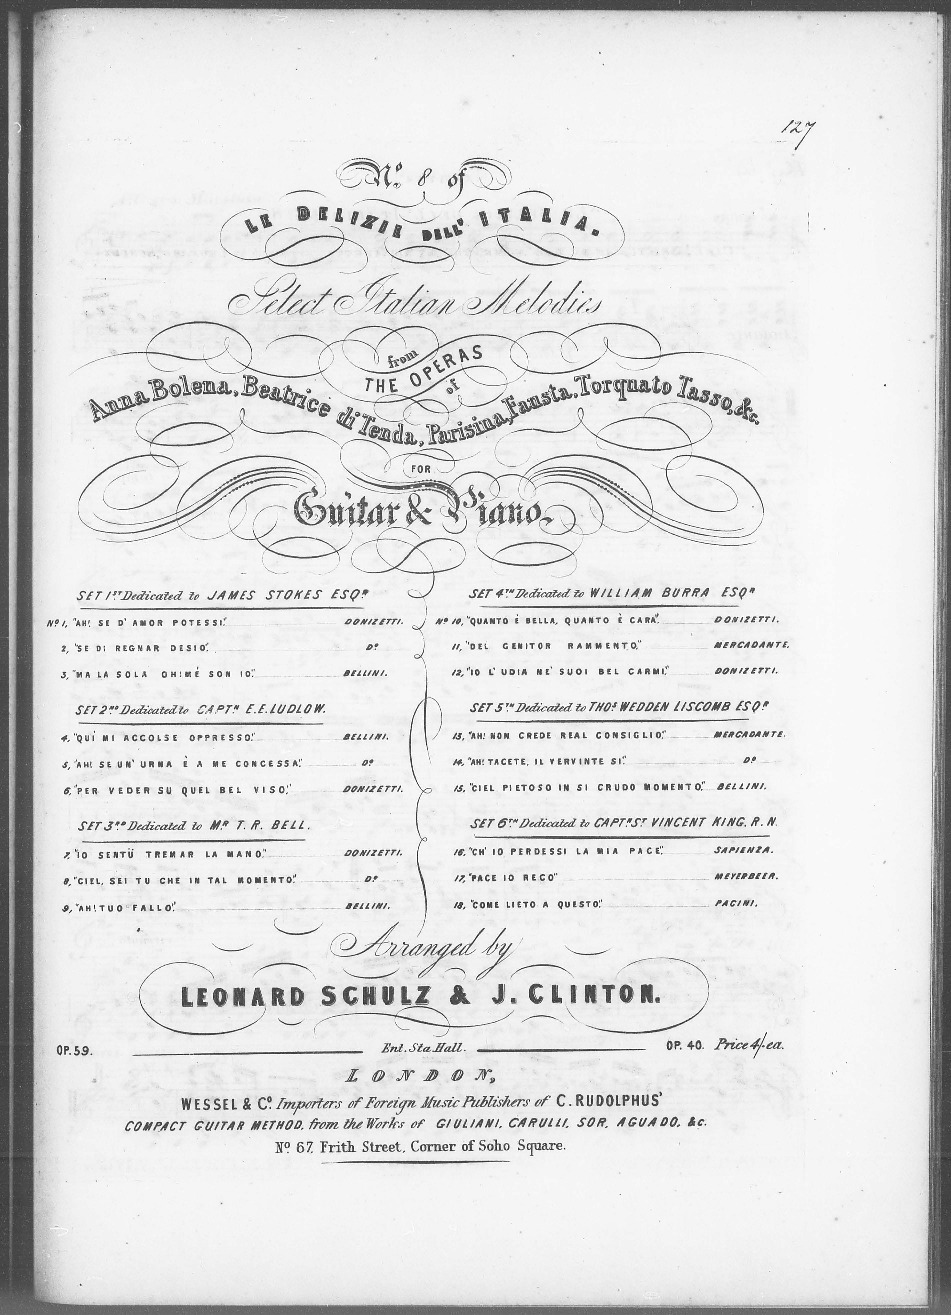 127
No. 8 of
LE DELIZIE DELL' ITALIA.
Select Italian Melodies
from
THE OPERAS
of
Anna Bolena, Beatrice di Tenda, Parisina, Fausta, Torquato Tasso, &c.
FOR
Guitar & Piano.
SET 1ST Dedicated to JAMES STOKES ESQR
No 1, "AH! SE D' AMOR POTESSI." DONIZETTI.
2, "SE DI REGNAR DESIO." Do
3, "MA LA SOLA OHIMÉ SON IO." BELLINI.
SET 2ND Dedicated to CAPTN E.E. LUDLOW.
4, "QUI MI ACCOLSE OPPRESSO." BELLINI.
5, "AH! SE UN' URNA È A ME CONCESSA." Do
6, "PER VEDER SU QUEL BEL VISO," DONIZETTI.
SET 3RD Dedicated to MR T. R. BELL.
7, "IO SENTÜ TREMAR LA MANO." DONIZETTI.
8, "CIEL, SEI TU CHE IN TAL MOMENTO." Do
9, "AH! TUO FALLO." BELLINI.
SET 4TH Dedicated to WILLIAM BURRA ESQR
No 10, "QUANTO È BELLA, QUANTO È CARA". DONIZETTI.
11, "DEL GENITOR RAMMENTO." MERCADANTE.
12, "IO L' UDIA NE' SUOI BEL CARMI." DONIZETTI.
SET 5TH Dedicated to THOS WEDDEN LISCOMB ESQR
13, "AH! NON CREDE REAL CONSIGLIO." MERCADANTE.
14, "AH! TACETE, IL VERVINTE SI." Do
15, "CIEL PIETOSO IN SI CRUDO MOMENTO." BELLINI.
SET 6TH Dedicated to CAPTN ST VINCENT KING, R. N.
16, "CH' IO PERDESSI LA MIA PACE." SAPIENZA.
17, "PACE IO RECO" MEYERBEER.
18, "COME LIETO A QUESTO." PACINI.
Arranged by
LEONARD SCHULZ & J. CLINTON.
OP. 59. Ent. Sta. Hall. OP. 40. Price 4/- ea.
LONDON,
WESSEL & Co. Importers of Foreign Music Publishers of C. RUDOLPHUS'
COMPACT GUITAR METHOD, from the Works of GIULIANI, CARULLI, SOR, AGUADO, &c.
No. 67, Frith Street, Corner of Soho Square.